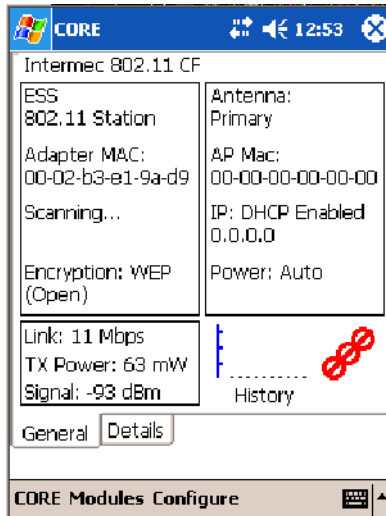 CORE 12:53
Intermec 802.11 CF
ESS
802.11 Station
Adapter MAC:
00-02-b3-e1-9a-d9
Scanning...
Encryption: WEP
(Open)
Antenna:
Primary
AP Mac:
00-00-00-00-00-00
IP: DHCP Enabled
0.0.0.0
Power: Auto
Link: 11 Mbps
TX Power: 63 mW
Signal: -93 dBm
History
General Details
CORE Modules Configure